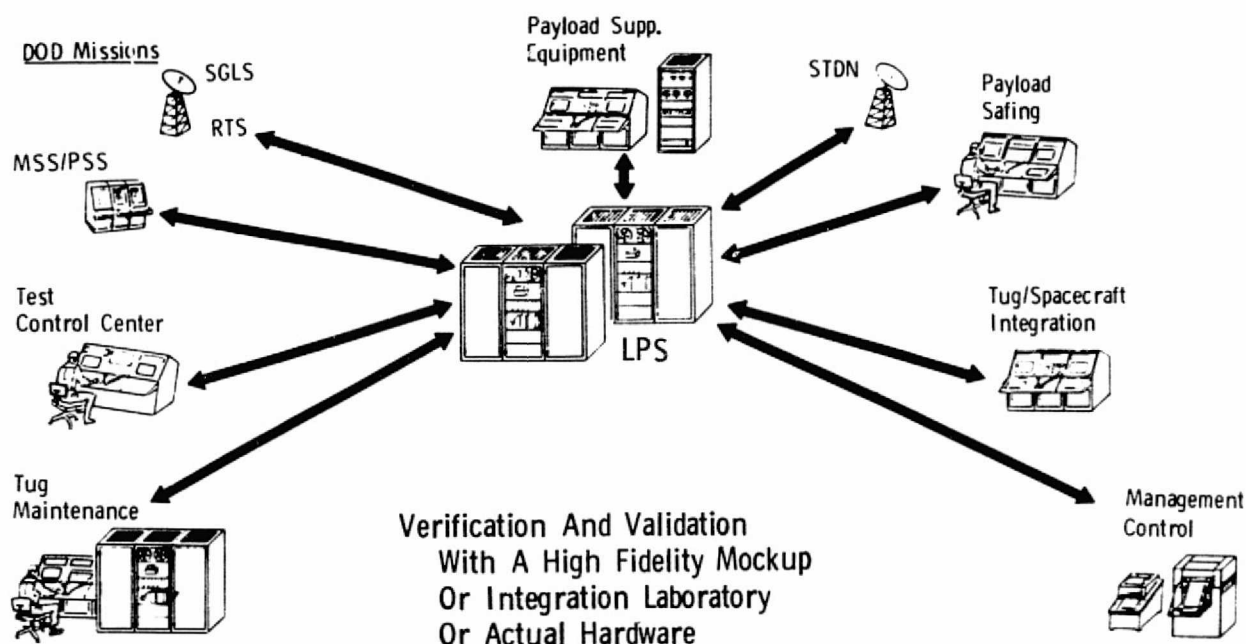 DOD Missions
SGLS
RTS
MSS/PSS
Test
Control Center
Tug
Maintenance
Payload Supp.
Equipment
LPS
STDN
Payload
Safing
Tug/Spacecraft
Integration
Management
Control
Verification And Validation
With A High Fidelity Mockup
Or Integration Laboratory
Or Actual Hardware